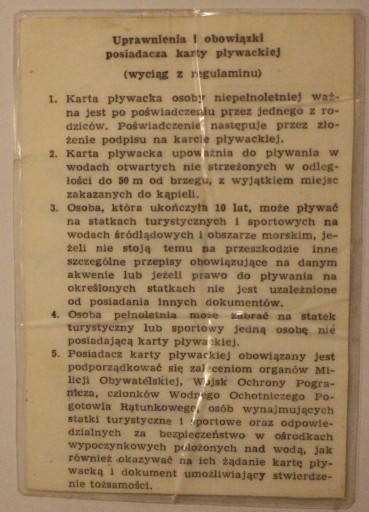 Uprawnienia i obowiązki
posiadacza karty pływackiej
(wyciąg z regulaminu)
1. Karta pływacka osoby niepełnoletniej waż-
na jest po poświadczeniu przez jednego z ro-
dziców. Poświadczenie następuje przez zło-
żenie podpisu na karcie pływackiej.
2. Karta pływacka upoważnia do pływania w
wodach otwartych nie strzeżonych w odleg-
łości do 50 m od brzegu, z wyjątkiem miejsc
zakazanych do kąpieli.
3. Osoba, która ukończyła 10 lat, może pływać
na statkach turystycznych i sportowych na
wodach śródlądowych i obszarze morskim, je-
żeli nie stoją temu na przeszkodzie inne
szczególne przepisy obowiązujące na danym
akwenie lub jeżeli prawo do pływania na
określonych statkach nie jest uzależnione
od posiadania innych dokumentów.
4. Osoba pełnoletnia może zabrać na statek
turystyczny lub sportowy jedną osobę nie
posiadającą karty pływackiej.
5. Posiadacz karty pływackiej obowiązany jest
podporządkować się zaleceniom organów Mi-
licji Obywatelskiej, Wojsk Ochrony Pogra-
nicza, członków Wodnego Ochotniczego Po-
gotowia Ratunkowego, osób wynajmujących
statki turystyczne i sportowe oraz odpowie-
dzialnych za bezpieczeństwo w ośrodkach
wypoczynkowych położonych nad wodą, jak
również okazywać na ich żądanie kartę pły-
wacką i dokument umożliwiający stwierdze-
nie tożsamości.